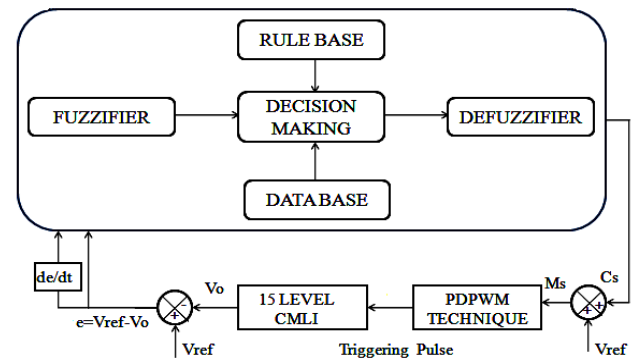 RULE BASE
FUZZIFIER
DECISION
MAKING
DEFUZZIFIER
DATA BASE
de/dt
e=Vref-Vo
-
+
Vref
Vo
15 LEVEL
CMLI
Triggering Pulse
PDPWM
TECHNIQUE
Ms
Cs
+
+
Vref